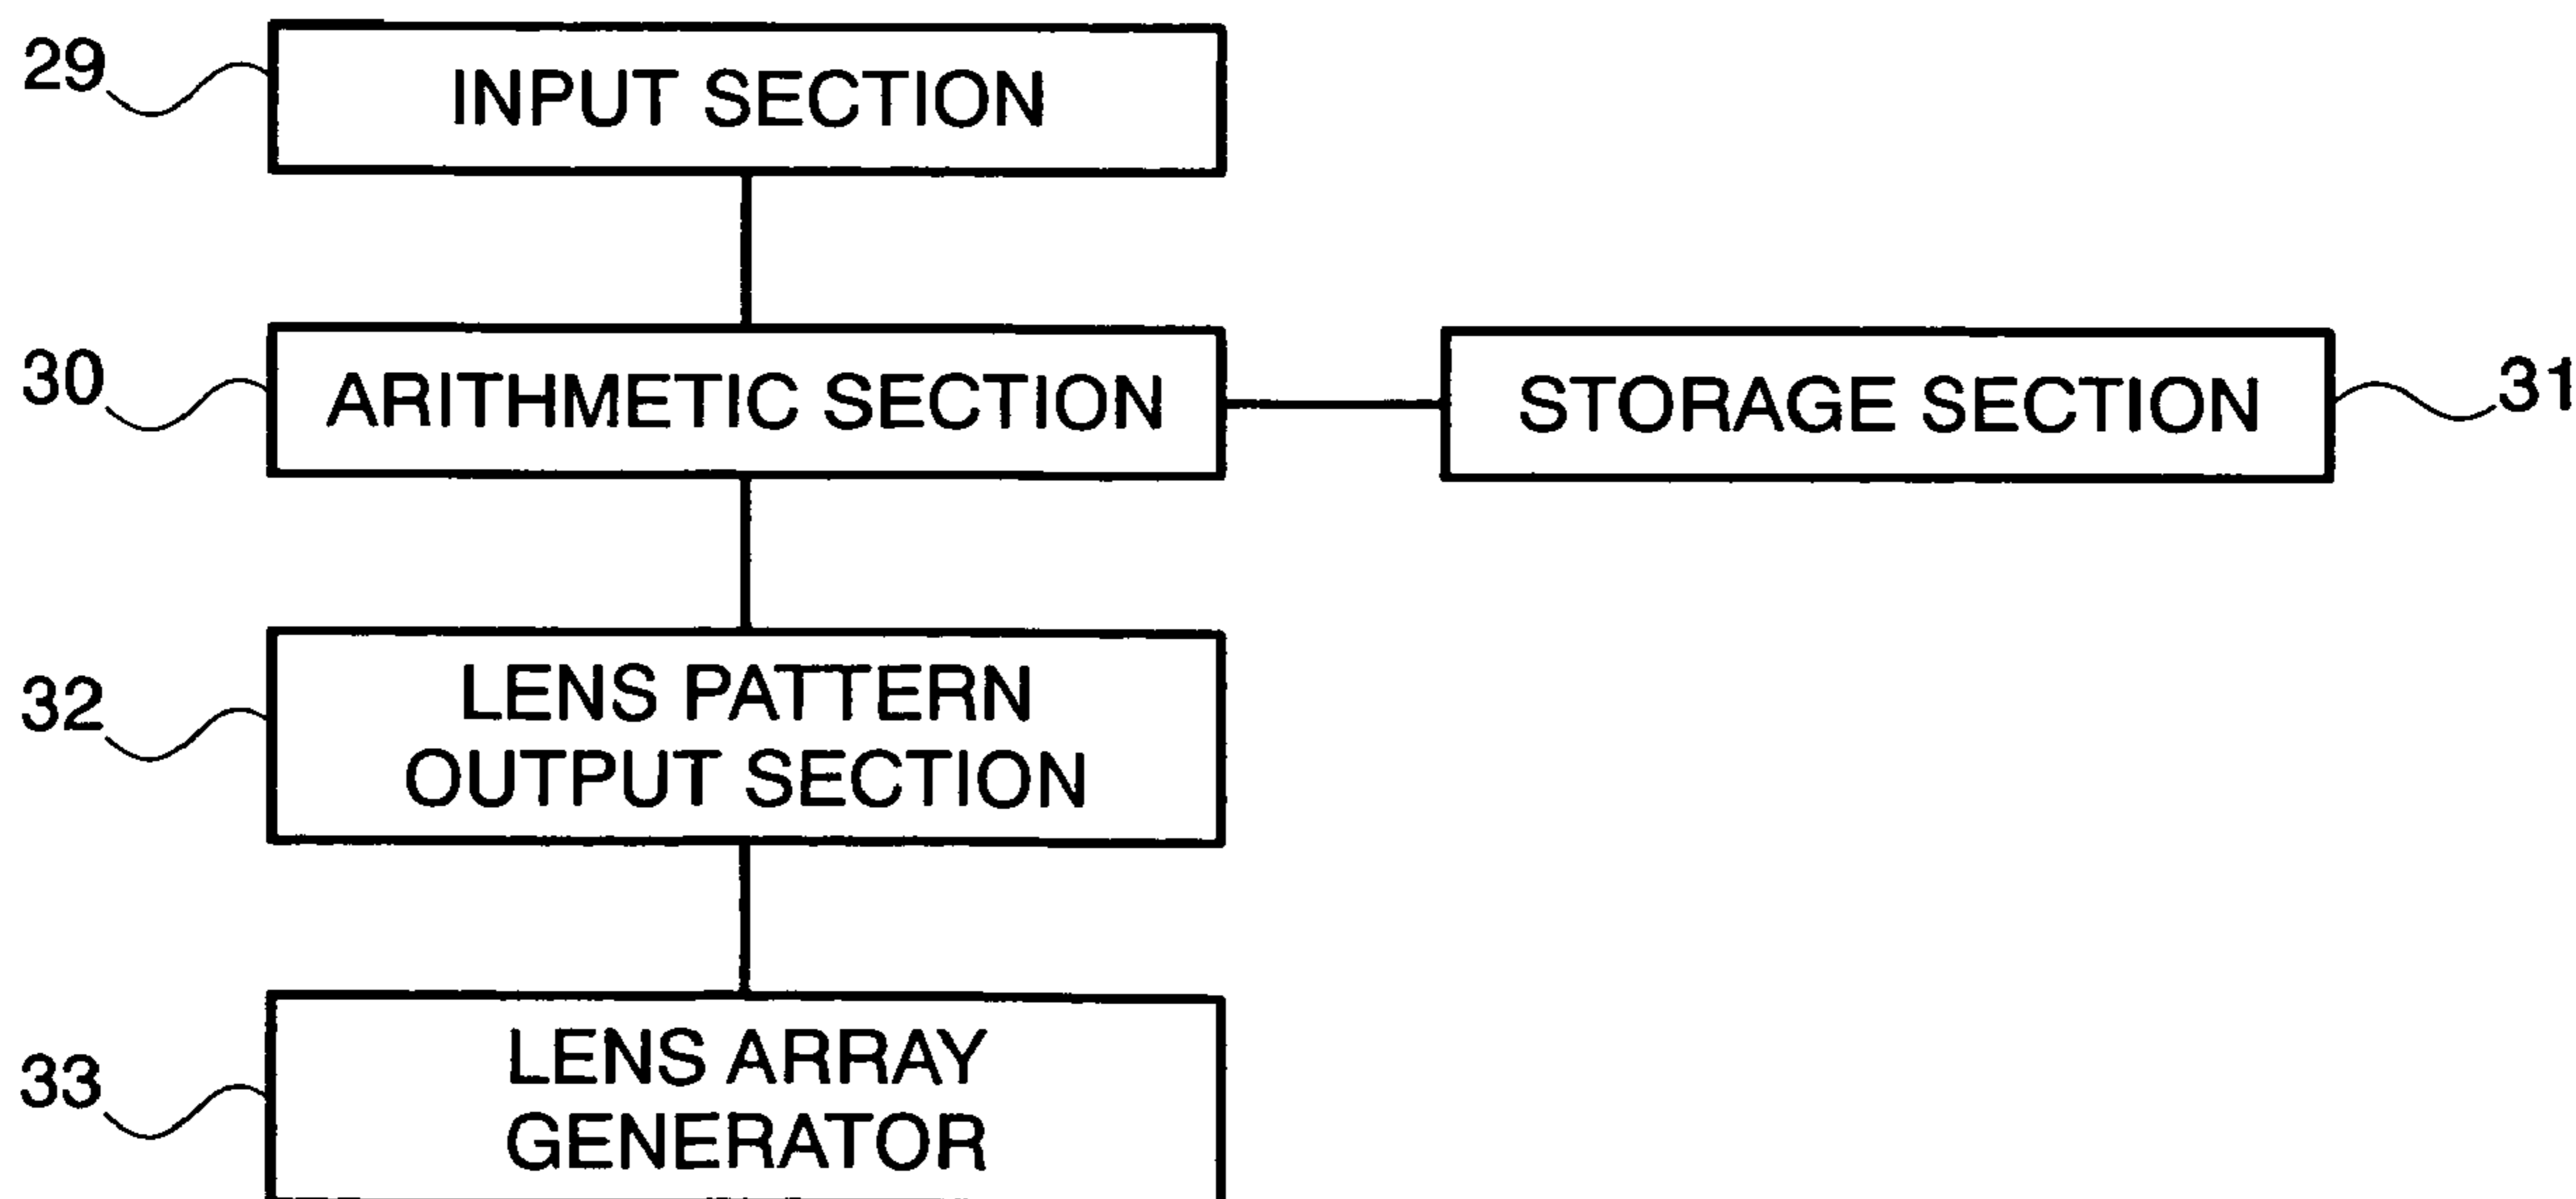 29
INPUT SECTION
30
ARITHMETIC SECTION
STORAGE SECTION
31
32
LENS PATTERN
OUTPUT SECTION
33
LENS ARRAY
GENERATOR